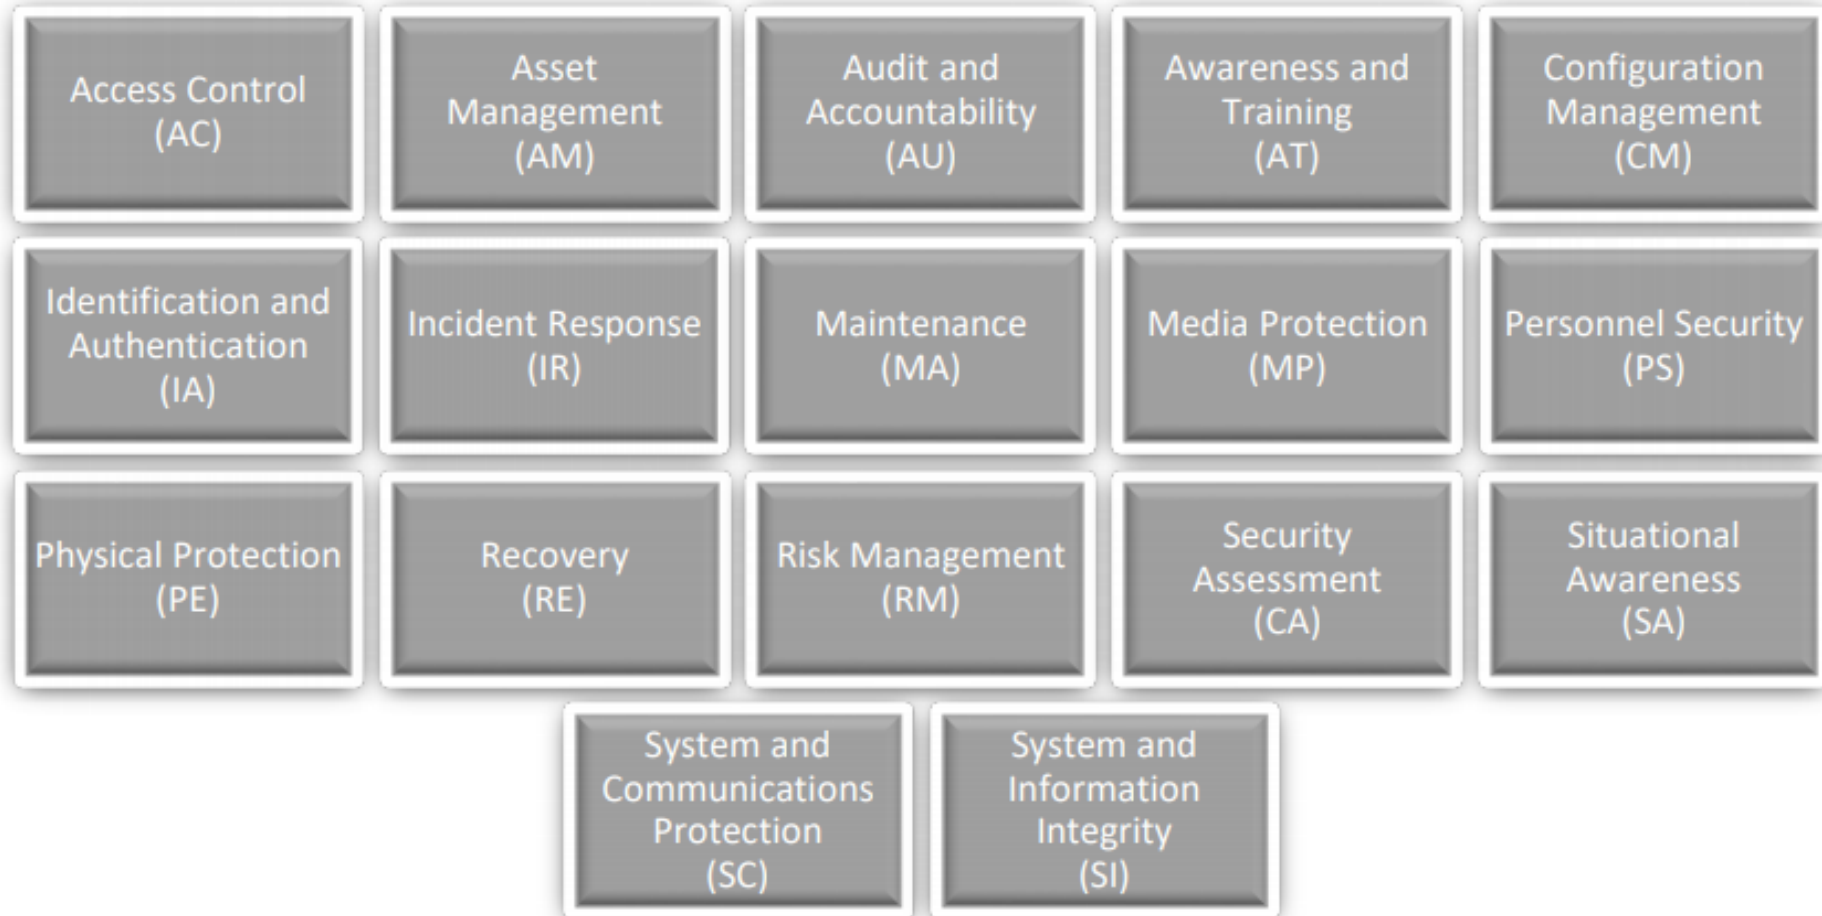 Access Control
(AC)
Asset
Management
(AM)
Audit and
Accountability
(AU)
Awareness and
Training
(AT)
Configuration
Management
(CM)
Identification and
Authentication
(IA)
Incident Response
(IR)
Maintenance
(MA)
Media Protection
(MP)
Personnel Security
(PS)
Physical Protection
(PE)
Recovery
(RE)
Risk Management
(RM)
Security
Assessment
(CA)
Situational
Awareness
(SA)
System and
Communications
Protection
(SC)
System and
Information
Integrity
(SI)